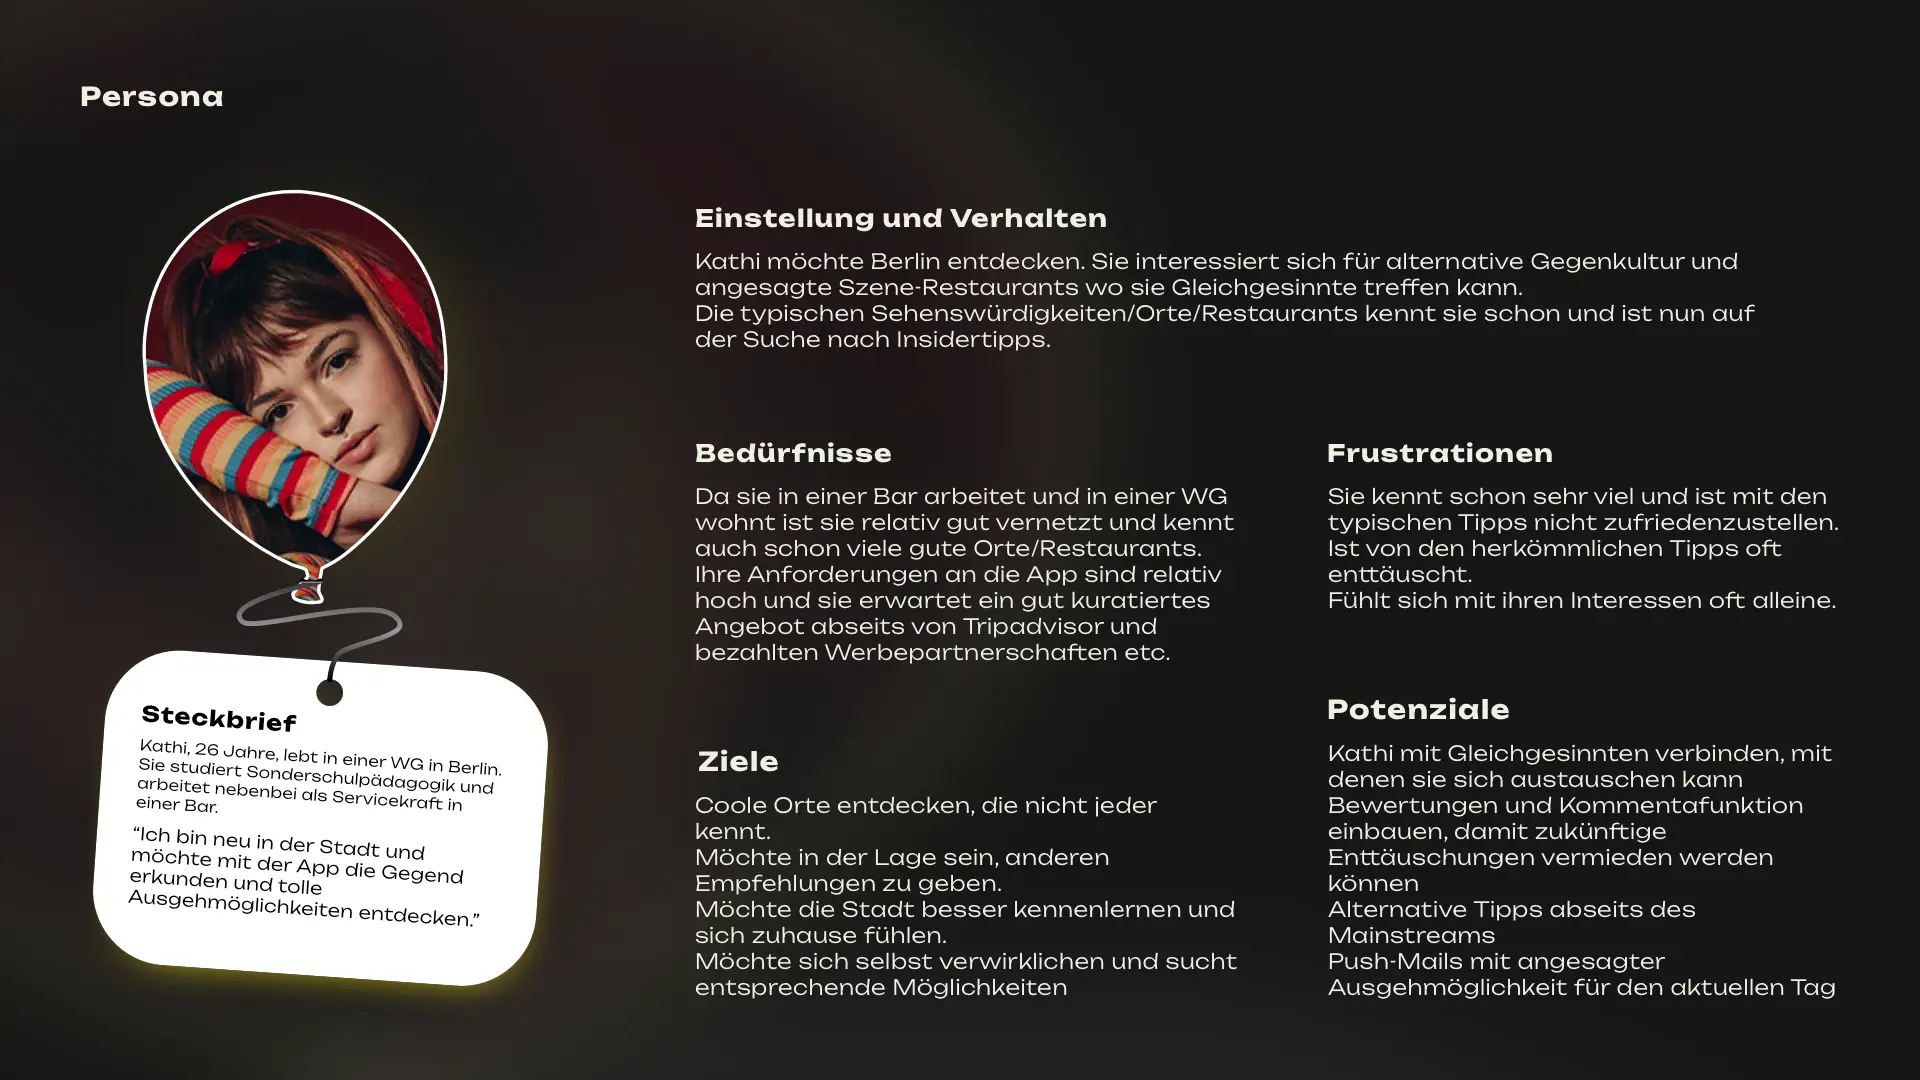 Persona
Steckbrief
Kathi, 26 Jahre, lebt in einer WG in Berlin.
Sie studiert Sonderschulpädagogik und
arbeitet nebenbei als Servicekraft in
einer Bar.
“Ich bin neu in der Stadt und
möchte mit der App die Gegend
erkunden und tolle
Ausgehmöglichkeiten entdecken.”
Einstellung und Verhalten
Kathi möchte Berlin entdecken. Sie interessiert sich für alternative Gegenkultur und
angesagte Szene-Restaurants wo sie Gleichgesinnte treffen kann.
Die typischen Sehenswürdigkeiten/Orte/Restaurants kennt sie schon und ist nun auf
der Suche nach Insidertipps.
Bedürfnisse
Da sie in einer Bar arbeitet und in einer WG
wohnt ist sie relativ gut vernetzt und kennt
auch schon viele gute Orte/Restaurants.
Ihre Anforderungen an die App sind relativ
hoch und sie erwartet ein gut kuratiertes
Angebot abseits von Tripadvisor und
bezahlten Werbepartnerschaften etc.
Ziele
Coole Orte entdecken, die nicht jeder
kennt.
Möchte in der Lage sein, anderen
Empfehlungen zu geben.
Möchte die Stadt besser kennenlernen und
sich zuhause fühlen.
Möchte sich selbst verwirklichen und sucht
entsprechende Möglichkeiten
Frustrationen
Sie kennt schon sehr viel und ist mit den
typischen Tipps nicht zufriedenzustellen.
Ist von den herkömmlichen Tipps oft
enttäuscht.
Fühlt sich mit ihren Interessen oft alleine.
Potenziale
Kathi mit Gleichgesinnten verbinden, mit
denen sie sich austauschen kann
Bewertungen und Kommentafunktion
einbauen, damit zukünftige
Enttäuschungen vermieden werden
können
Alternative Tipps abseits des
Mainstreams
Push-Mails mit angesagter
Ausgehmöglichkeit für den aktuellen Tag